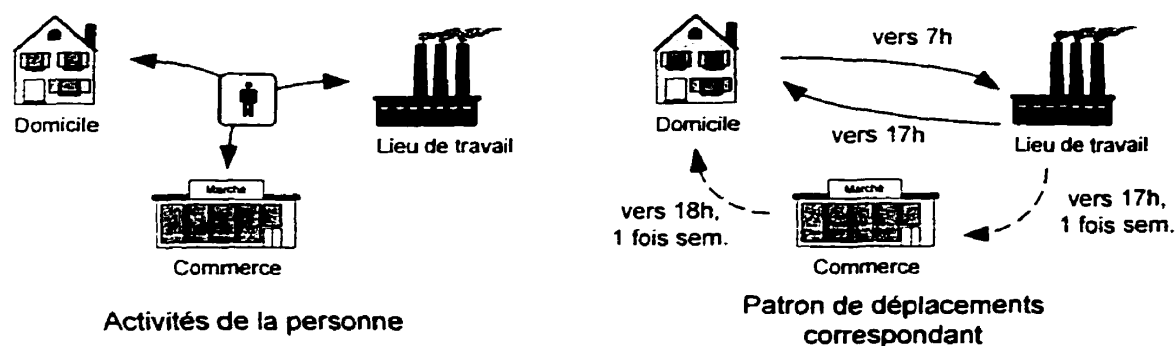 Domicile
Lieu de travail
Marché
Commerce
Activités de la personne
vers 7h
Domicile
vers 17h
Lieu de travail
Marché
vers 18h,
1 fois sem.
vers 17h,
1 fois sem.
Commerce
Patron de déplacements
correspondant